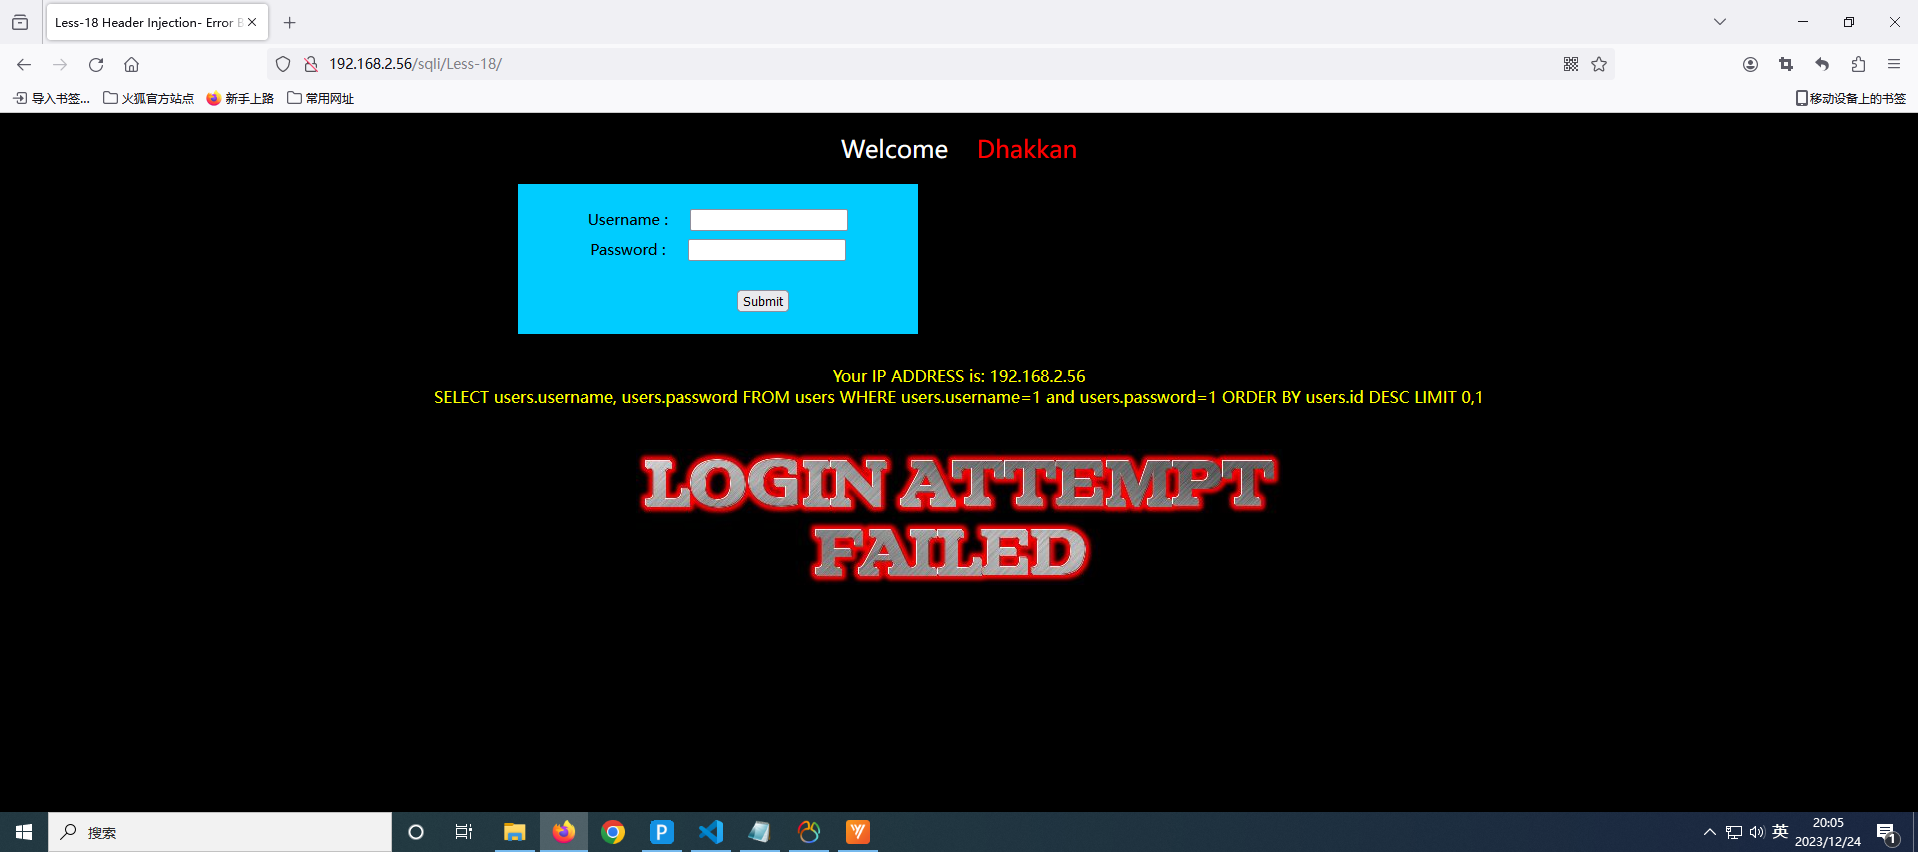 Less-18 Header Injection- Error B
192.168.2.56/sqli/Less-18/
导入书签... 火狐官方站点 新手上路 常用网址 移动设备上的书签
Welcome Dhakkan
Username :
Password :
Submit
Your IP ADDRESS is: 192.168.2.56
SELECT users.username, users.password FROM users WHERE users.username=1 and users.password=1 ORDER BY users.id DESC LIMIT 0,1
LOGIN ATTEMPT
FAILED
搜索
英
20:05
2023/12/24
1